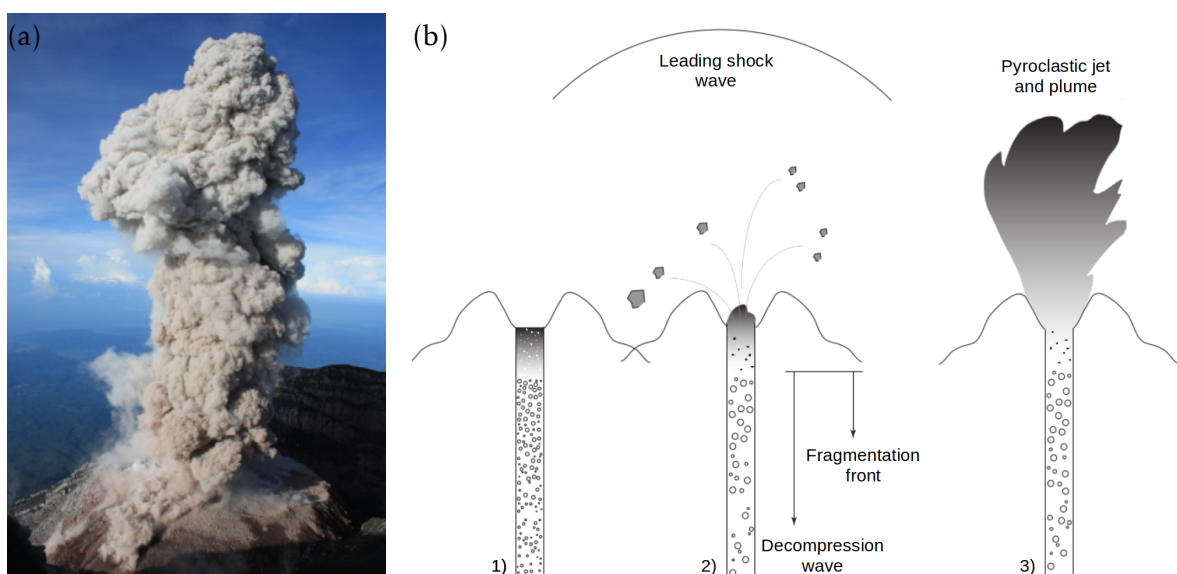 (a)
(b)
Leading shock
wave
Pyroclastic jet
and plume
Fragmentation
front
Decompression
wave
1)
2)
3)